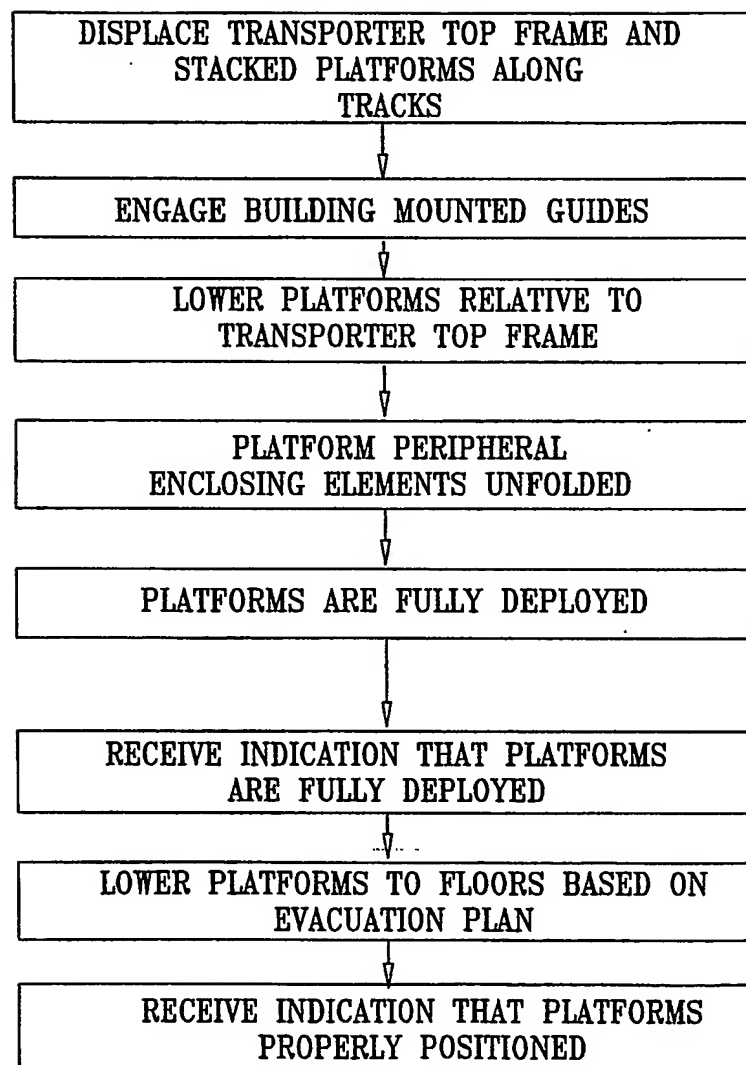 DISPLACE TRANSPORTER TOP FRAME AND
STACKED PLATFORMS ALONG
TRACKS
ENGAGE BUILDING MOUNTED GUIDES
LOWER PLATFORMS RELATIVE TO
TRANSPORTER TOP FRAME
PLATFORM PERIPHERAL
ENCLOSING ELEMENTS UNFOLDED
PLATFORMS ARE FULLY DEPLOYED
RECEIVE INDICATION THAT PLATFORMS
ARE FULLY DEPLOYED
LOWER PLATFORMS TO FLOORS BASED ON
EVACUATION PLAN
RECEIVE INDICATION THAT PLATFORMS
PROPERLY POSITIONED